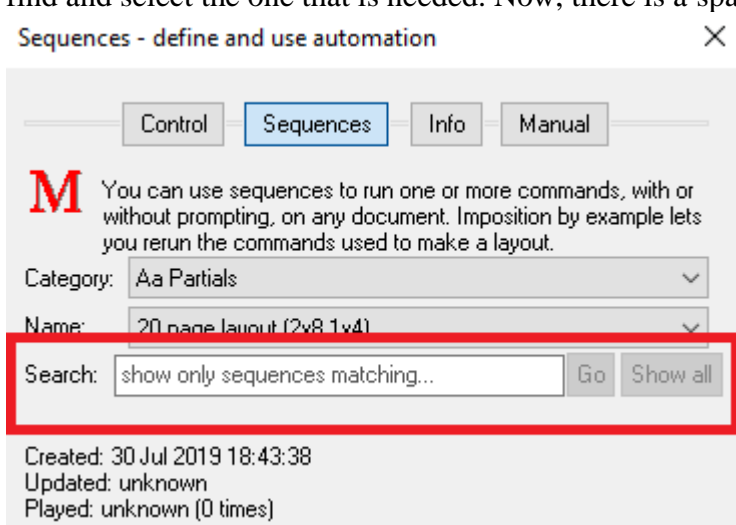 find and select the one that is needed. Now, there is a spa
Sequences - define and use automation
Control Sequences Info Manual
M You can use sequences to run one or more commands, with or
without prompting, on any document. Imposition by example lets
you rerun the commands used to make a layout.
Category: Aa Partials
Name: 20 page layout (2v8,1v4)
Search: show only sequences matching... Go Show all
Created: 30 Jul 2019 18:43:38
Updated: unknown
Played: unknown (0 times)